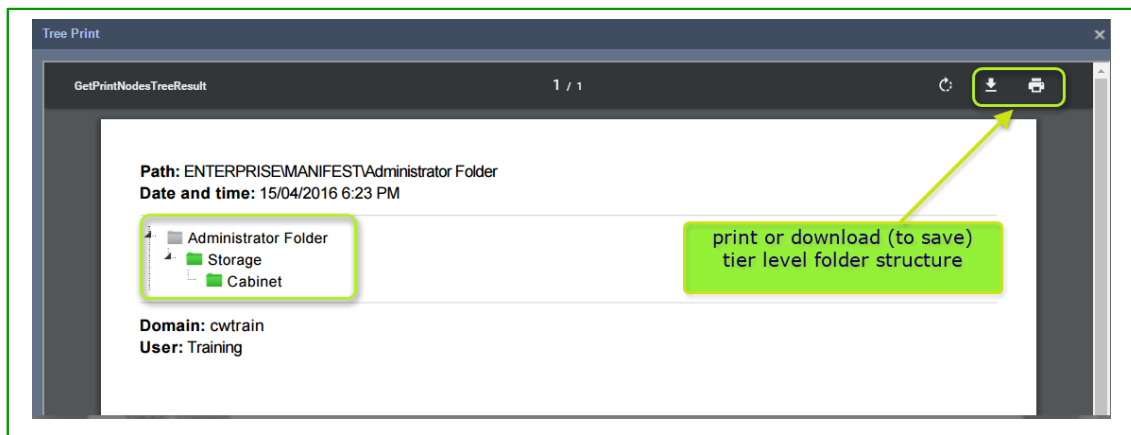 Tree Print
GetPrintNodesTreeResult
1 / 1
Path: ENTERPRISE\MANIFEST\Administrator Folder
Date and time: 15/04/2016 6:23 PM
Administrator Folder
Storage
Cabinet
print or download (to save)
tier level folder structure
Domain: cwtrain
User: Training